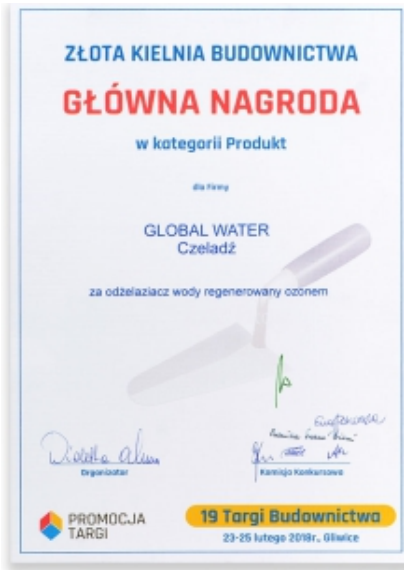 ZŁOTA KIELNIA BUDOWNICTWA
GŁÓWNA NAGRODA
w kategorii Produkt
dla Firmy
GLOBAL WATER
Czeladź
za odżelaziacz wody regenerowany ozonem
Organizator
Komisja Konkursowa
PROMOCJA
TARGI
19 Targi Budownictwa
23-25 lutego 2018r., Gliwice